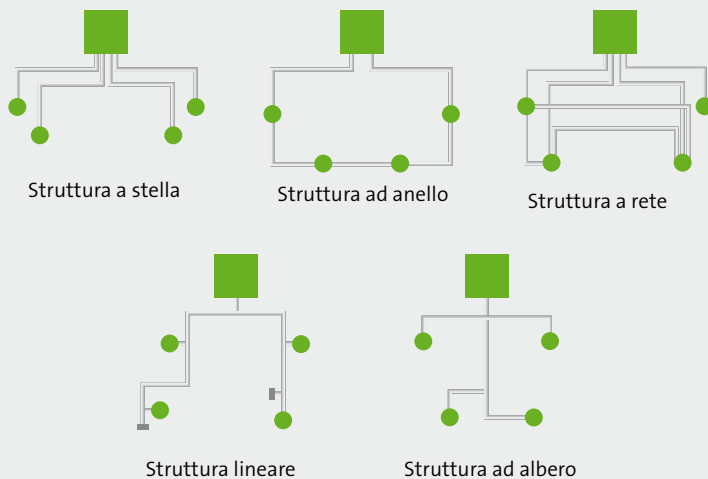 Struttura a stella
Struttura ad anello
Struttura a rete
Struttura lineare
Struttura ad albero